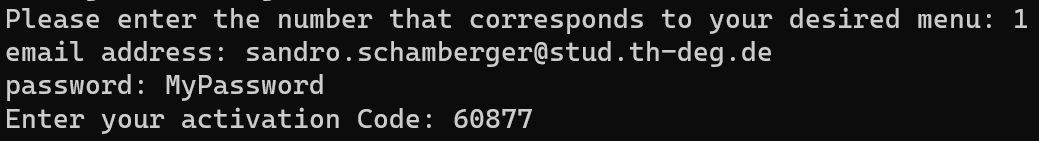 Please enter the number that corresponds to your desired menu: 1
email address: sandro.schamberger@stud.th-deg.de
password: MyPassword
Enter your activation Code: 60877